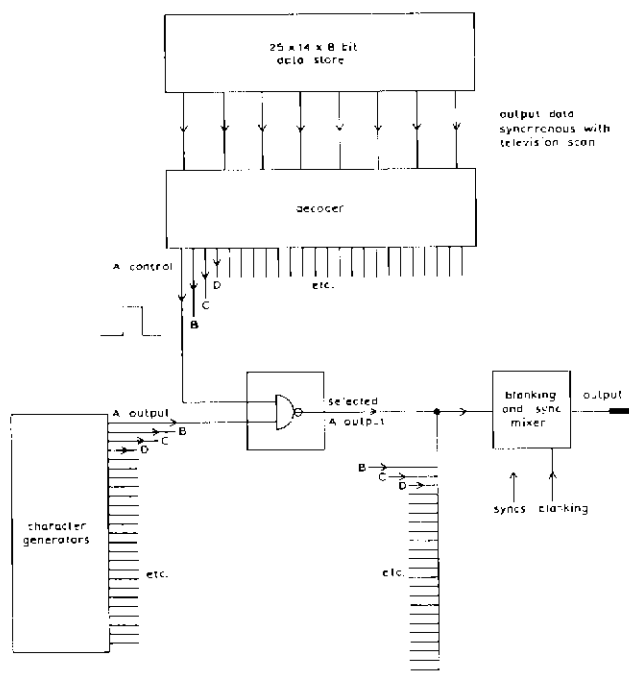 25 x 14 x 8 bit
data store
output data
synchronous with
television scan
decoder
A control
D
C
B
etc.
A output
B
C
D
selected
A output
blanking
and sync
mixer
output
B
C
D
syncs blanking
character
generators
etc.
etc.